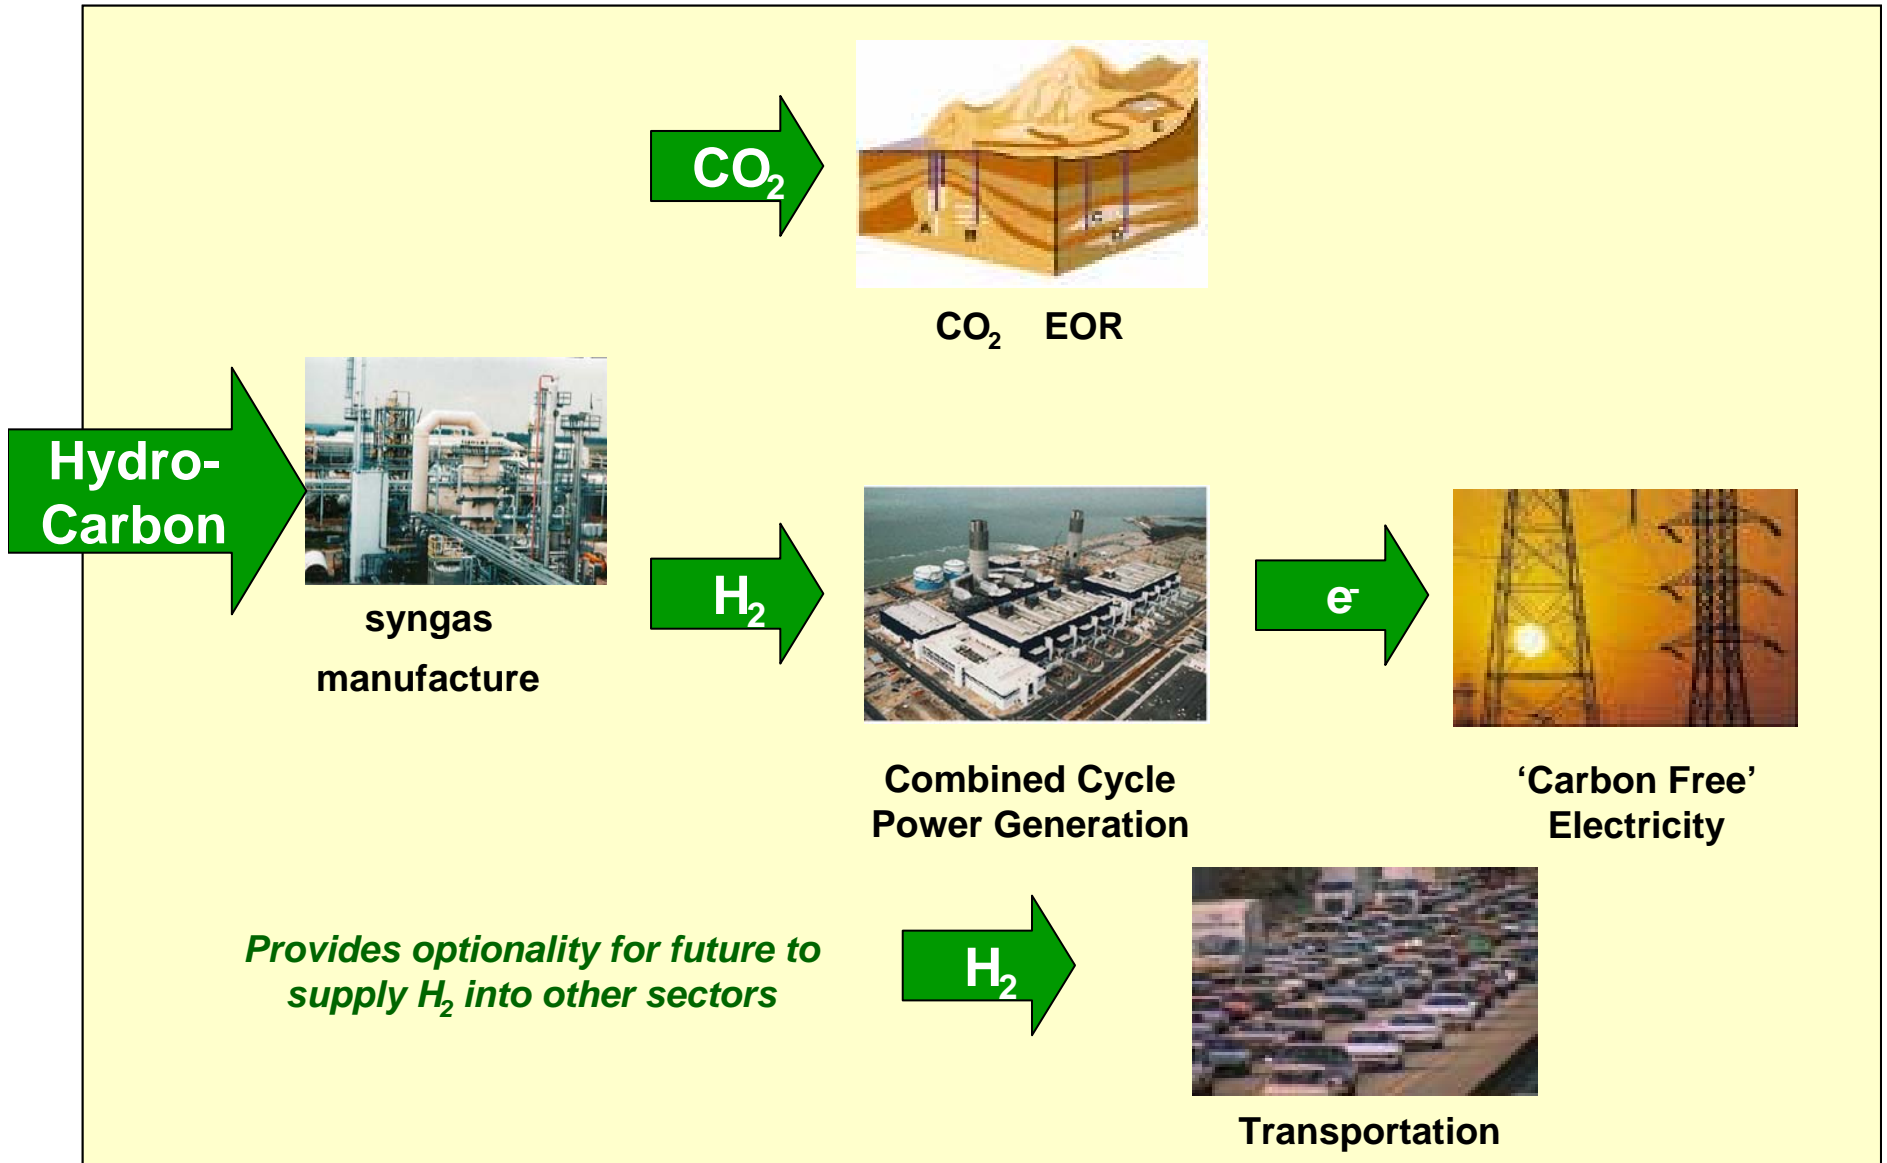 CO₂
A
B
C
D
E
CO₂ EOR
Hydro-
Carbon
syngas
manufacture
H₂
e⁻
Combined Cycle
Power Generation
‘Carbon Free’
Electricity
Provides optionality for future to
supply H₂ into other sectors
H₂
Transportation